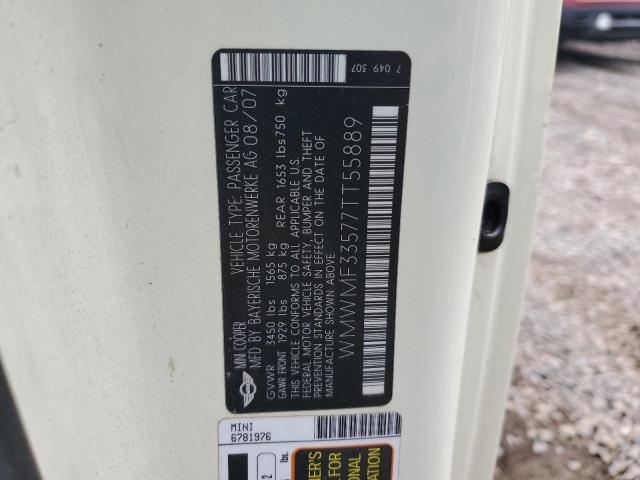 MINI COOPER VEHICLE TYPE: PASSENGER CAR
MFD BY BAYERISCHE MOTORENWERKE AG 08/07
GVWR 3450 lbs 1565 kg
GAWR FRONT 1929 lbs 875 kg REAR 1653 lbs/750 kg
THIS VEHICLE CONFORMS TO ALL APPLICABLE U.S.
FEDERAL MOTOR VEHICLE SAFETY, BUMPER AND THEFT
PREVENTION STANDARDS IN EFFECT ON THE DATE OF
MANUFACTURE SHOWN ABOVE
WMWMF33577TT55889
7 049 307
MINI
6781976
2
lbs.